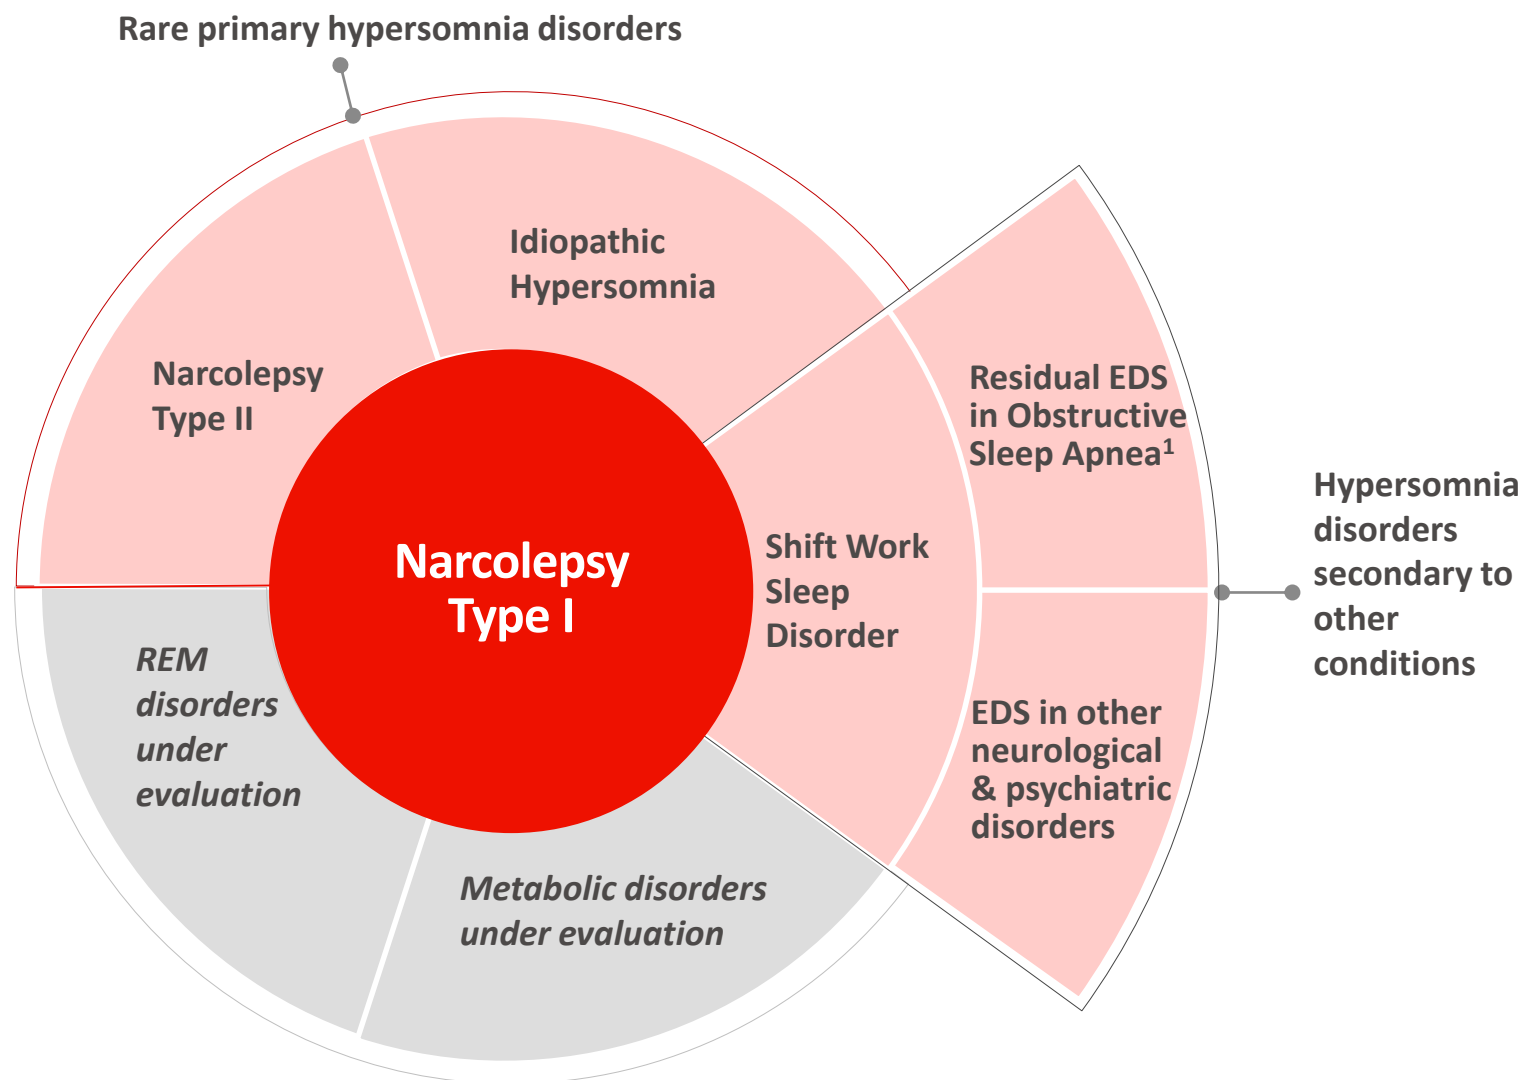 Rare primary hypersomnia disorders
Idiopathic
Hypersomnia
Narcolepsy
Type II
Residual EDS
in Obstructive
Sleep Apnea¹
Narcolepsy
Type I
Shift Work
Sleep
Disorder
Hypersomnia
disorders
secondary to
other
conditions
REM
disorders
under
evaluation
EDS in other
neurological
& psychiatric
disorders
Metabolic disorders
under evaluation